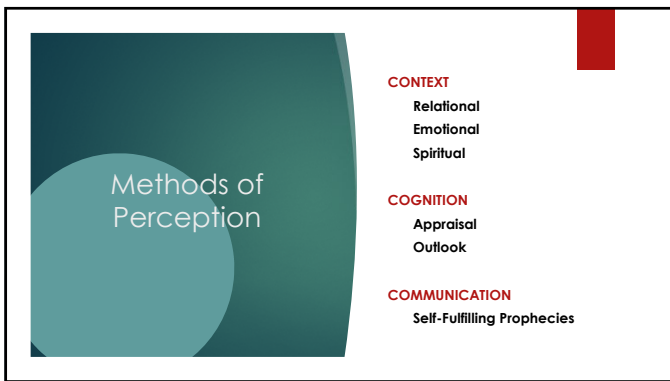 Methods of
Perception
CONTEXT
Relational
Emotional
Spiritual
COGNITION
Appraisal
Outlook
COMMUNICATION
Self-Fulfilling Prophecies